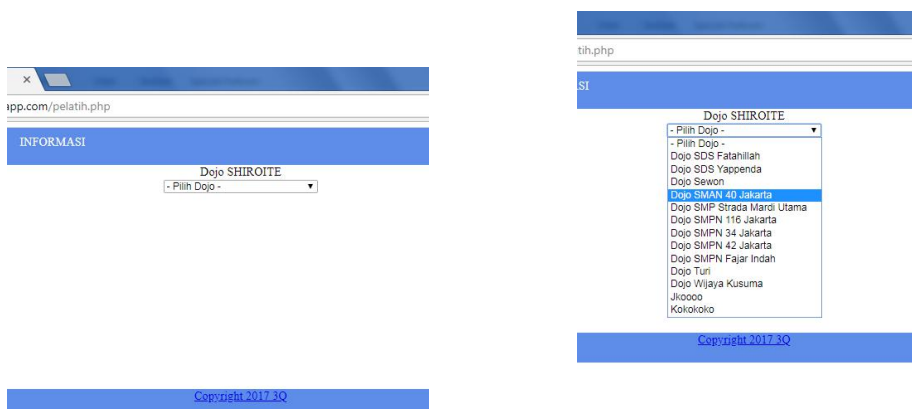 ×
app.com/pelatih.php
INFORMASI
Dojo SHIROITE
- Pilih Dojo -
Copyright 2017 3Q
tih.php
SI
Dojo SHIROITE
- Pilih Dojo -
- Pilih Dojo -
Dojo SDS Fatahillah
Dojo SDS Yappenda
Dojo Sewon
Dojo SMAN 40 Jakarta
Dojo SMP Strada Mardi Utama
Dojo SMPN 116 Jakarta
Dojo SMPN 34 Jakarta
Dojo SMPN 42 Jakarta
Dojo SMPN Fajar Indah
Dojo Turi
Dojo Wijaya Kusuma
Jkoooo
Kokokoko
Copyright 2017 3Q